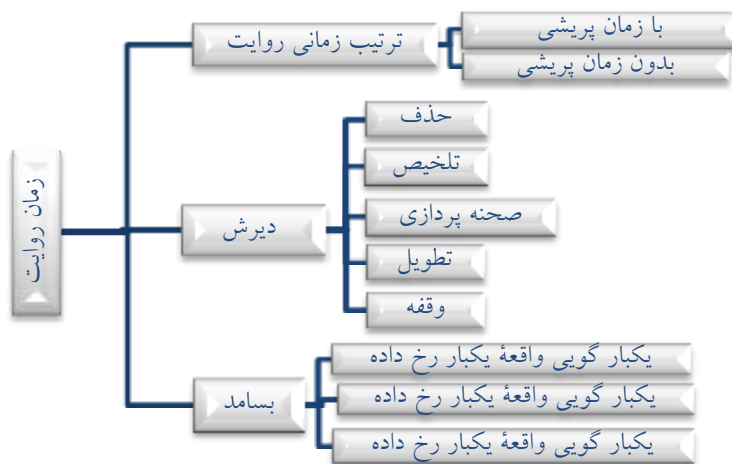 زمان روایت
ترتیب زمانی روایت
با زمان پریشی
بدون زمان پریشی
دیرش
حذف
تلخیص
صحنه پردازی
تطویل
وقفه
بسامد
یکبار گویی واقعهٔ یکبار رخ داده
یکبار گویی واقعهٔ یکبار رخ داده
یکبار گویی واقعهٔ یکبار رخ داده